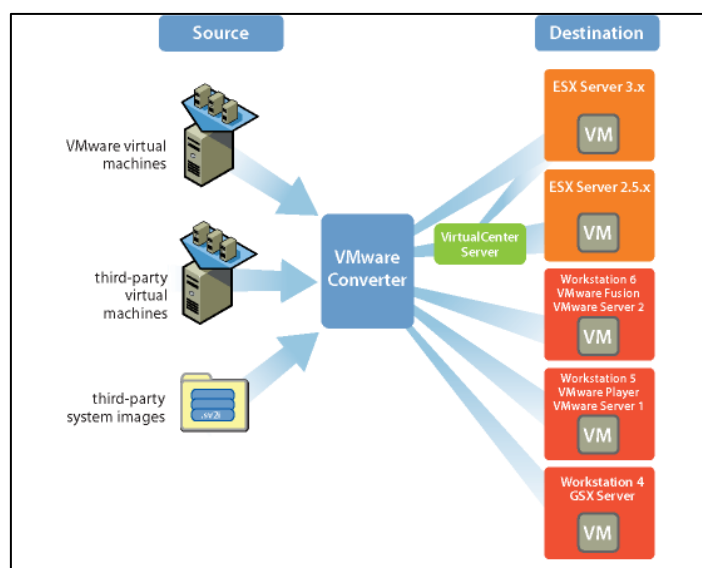 Source
Destination
VMware virtual
machines
third-party
virtual
machines
third-party
system images
.sv2i
VMware
Converter
VirtualCenter
Server
ESX Server 3.x
VM
ESX Server 2.5.x
VM
Workstation 6
VMware Fusion
VMware Server 2
VM
Workstation 5
VMware Player
VMware Server 1
VM
Workstation 4
GSX Server
VM